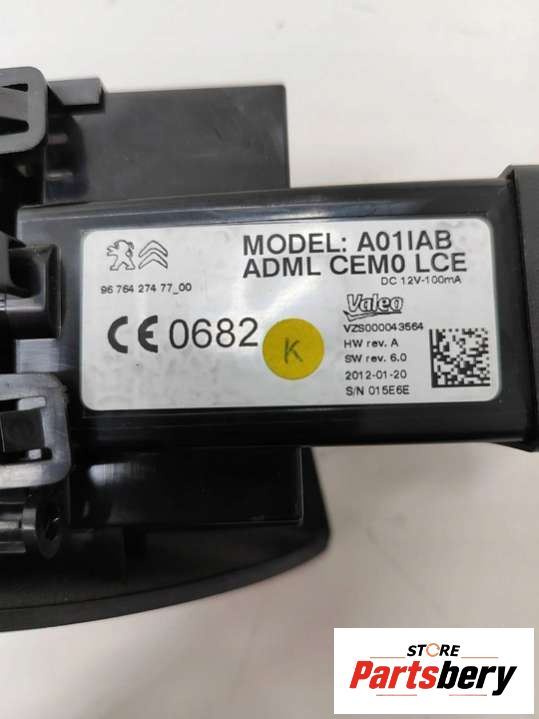 MODEL: A01IAB
ADML CEM0 LCE
DC 12V-100mA
96 764 274 77_00
Valeo
VZS000043564
CE 0682
K
HW rev. A
SW rev. 6.0
2012-01-20
S/N 015E6E
STORE
Partsbery